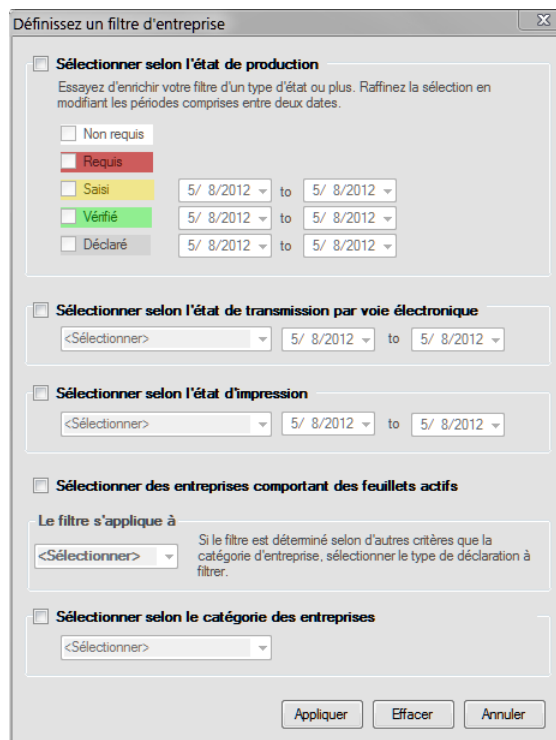 Définissez un filtre d'entreprise
Sélectionner selon l'état de production
Essayez d'enrichir votre filtre d'un type d'état ou plus. Raffinez la sélection en
modifiant les périodes comprises entre deux dates.
Non requis
Requis
Saisi 5/ 8/2012 to 5/ 8/2012
Vérifié 5/ 8/2012 to 5/ 8/2012
Déclaré 5/ 8/2012 to 5/ 8/2012
Sélectionner selon l'état de transmission par voie électronique
<Sélectionner> 5/ 8/2012 to 5/ 8/2012
Sélectionner selon l'état d'impression
<Sélectionner> 5/ 8/2012 to 5/ 8/2012
Sélectionner des entreprises comportant des feuillets actifs
Le filtre s'applique à
<Sélectionner>
Si le filtre est déterminé selon d'autres critères que la
catégorie d'entreprise, sélectionner le type de déclaration à
filtrer.
Sélectionner selon le catégorie des entreprises
<Sélectionner>
Appliquer Effacer Annuler